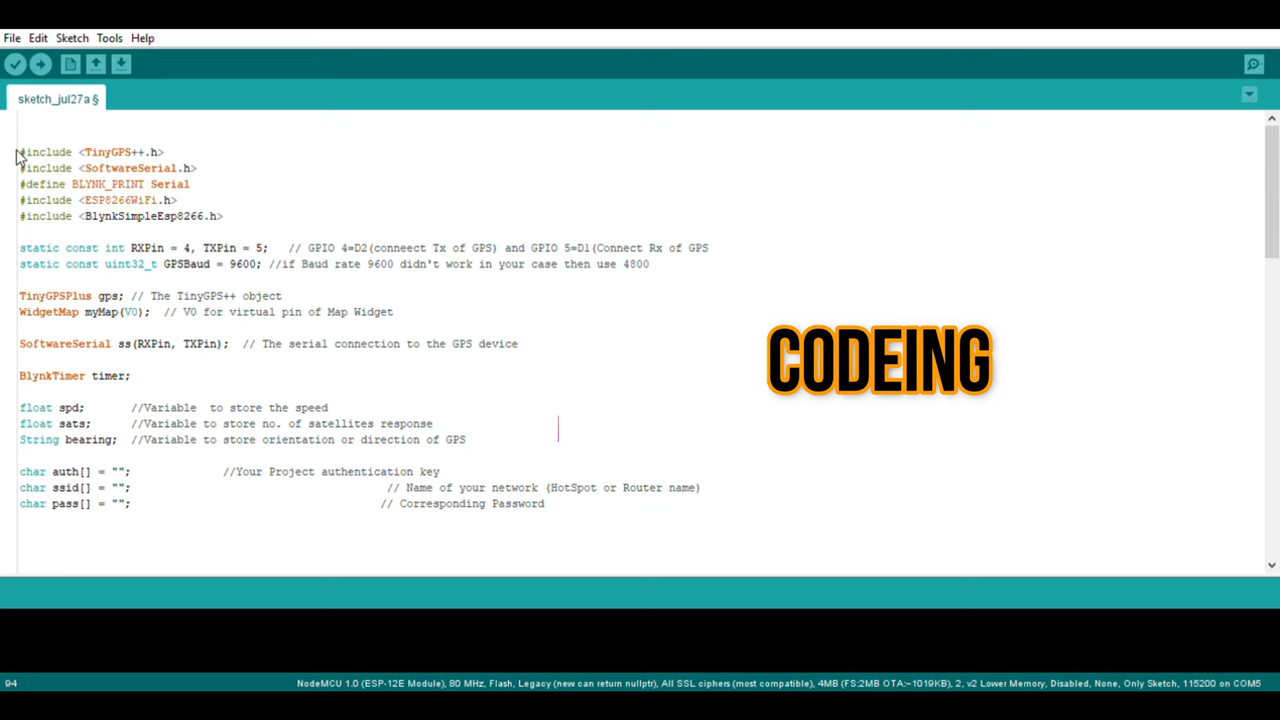 File Edit Sketch Tools Help
sketch_jul27a §
#include <TinyGPS++.h>
#include <SoftwareSerial.h>
#define BLYNK_PRINT Serial
#include <ESP8266WiFi.h>
#include <BlynkSimpleEsp8266.h>
static const int RXPin = 4, TXPin = 5;   // GPIO 4=D2(conneect Tx of GPS) and GPIO 5=D1(Connect Rx of GPS
static const uint32_t GPSBaud = 9600; //if Baud rate 9600 didn't work in your case then use 4800
TinyGPSPlus gps; // The TinyGPS++ object
WidgetMap myMap(V0);  // V0 for virtual pin of Map Widget
SoftwareSerial ss(RXPin, TXPin);  // The serial connection to the GPS device
BlynkTimer timer;
float spd;       //Variable  to store the speed
float sats;      //Variable to store no. of satellites response
String bearing;  //Variable to store orientation or direction of GPS
char auth[] = "";              //Your Project authentication key
char ssid[] = "";                                       // Name of your network (HotSpot or Router name)
char pass[] = "";                                      // Corresponding Password
CODEING
94 NodeMCU 1.0 (ESP-12E Module), 80 MHz, Flash, Legacy (new can return nullptr), All SSL ciphers (most compatible), 4MB (FS:2MB OTA:~1019KB), 2, v2 Lower Memory, Disabled, None, Only Sketch, 115200 on COM5